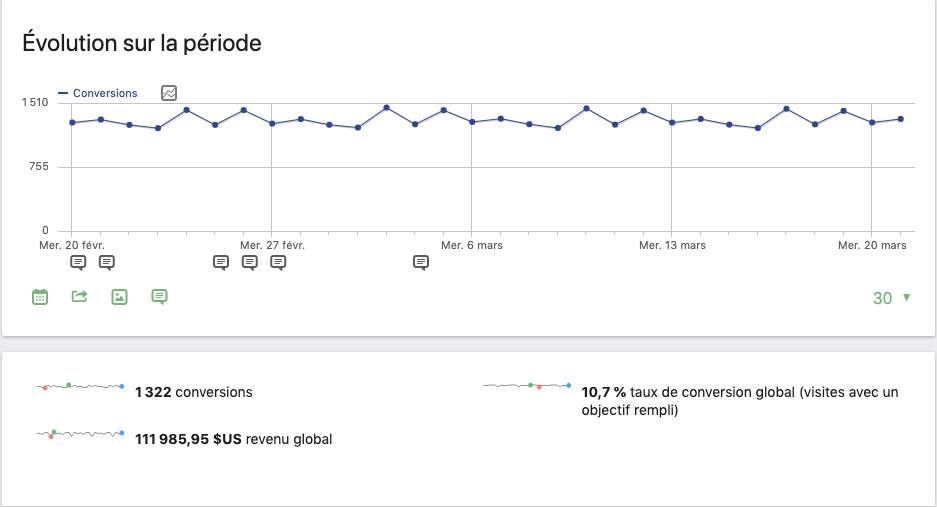 Évolution sur la période
Conversions
1 510
755
0
Mer. 20 févr.
Mer. 27 févr.
Mer. 6 mars
Mer. 13 mars
Mer. 20 mars
30
1 322 conversions
10,7 % taux de conversion global (visites avec un
objectif rempli)
111 985,95 $US revenu global